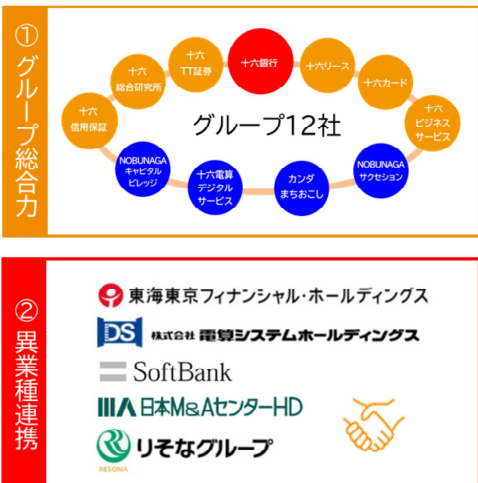 ① グループ総合力
十六銀行
十六
TT証券
十六リース
十六
総合研究所
十六カード
十六
信用保証
グループ12社
十六
ビジネス
サービス
NOBUNAGA
キャピタル
ビレッジ
十六電算
デジタル
サービス
カンダ
まちおこし
NOBUNAGA
サクセション
② 異業種連携
東海東京フィナンシャル・ホールディングス
DS 株式会社 電算システムホールディングス
SoftBank
日本M&AセンターHD
りそなグループ
RESONA